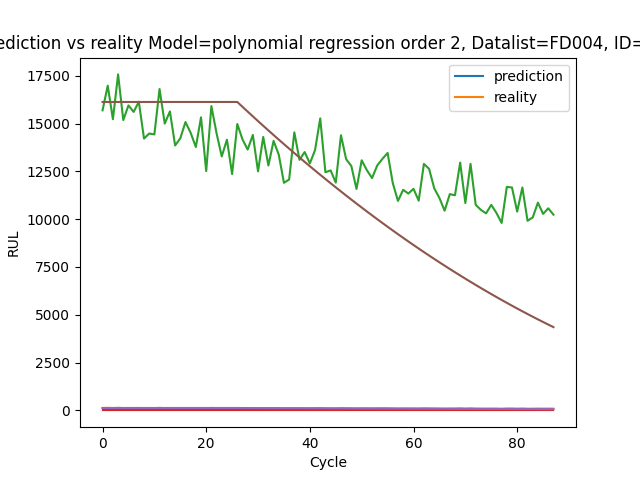 ediction vs reality Model=polynomial regression order 2, Datalist=FD004, ID=
prediction
reality
17500
15000
12500
10000
7500
5000
2500
0
RUL
0 20 40 60 80
Cycle